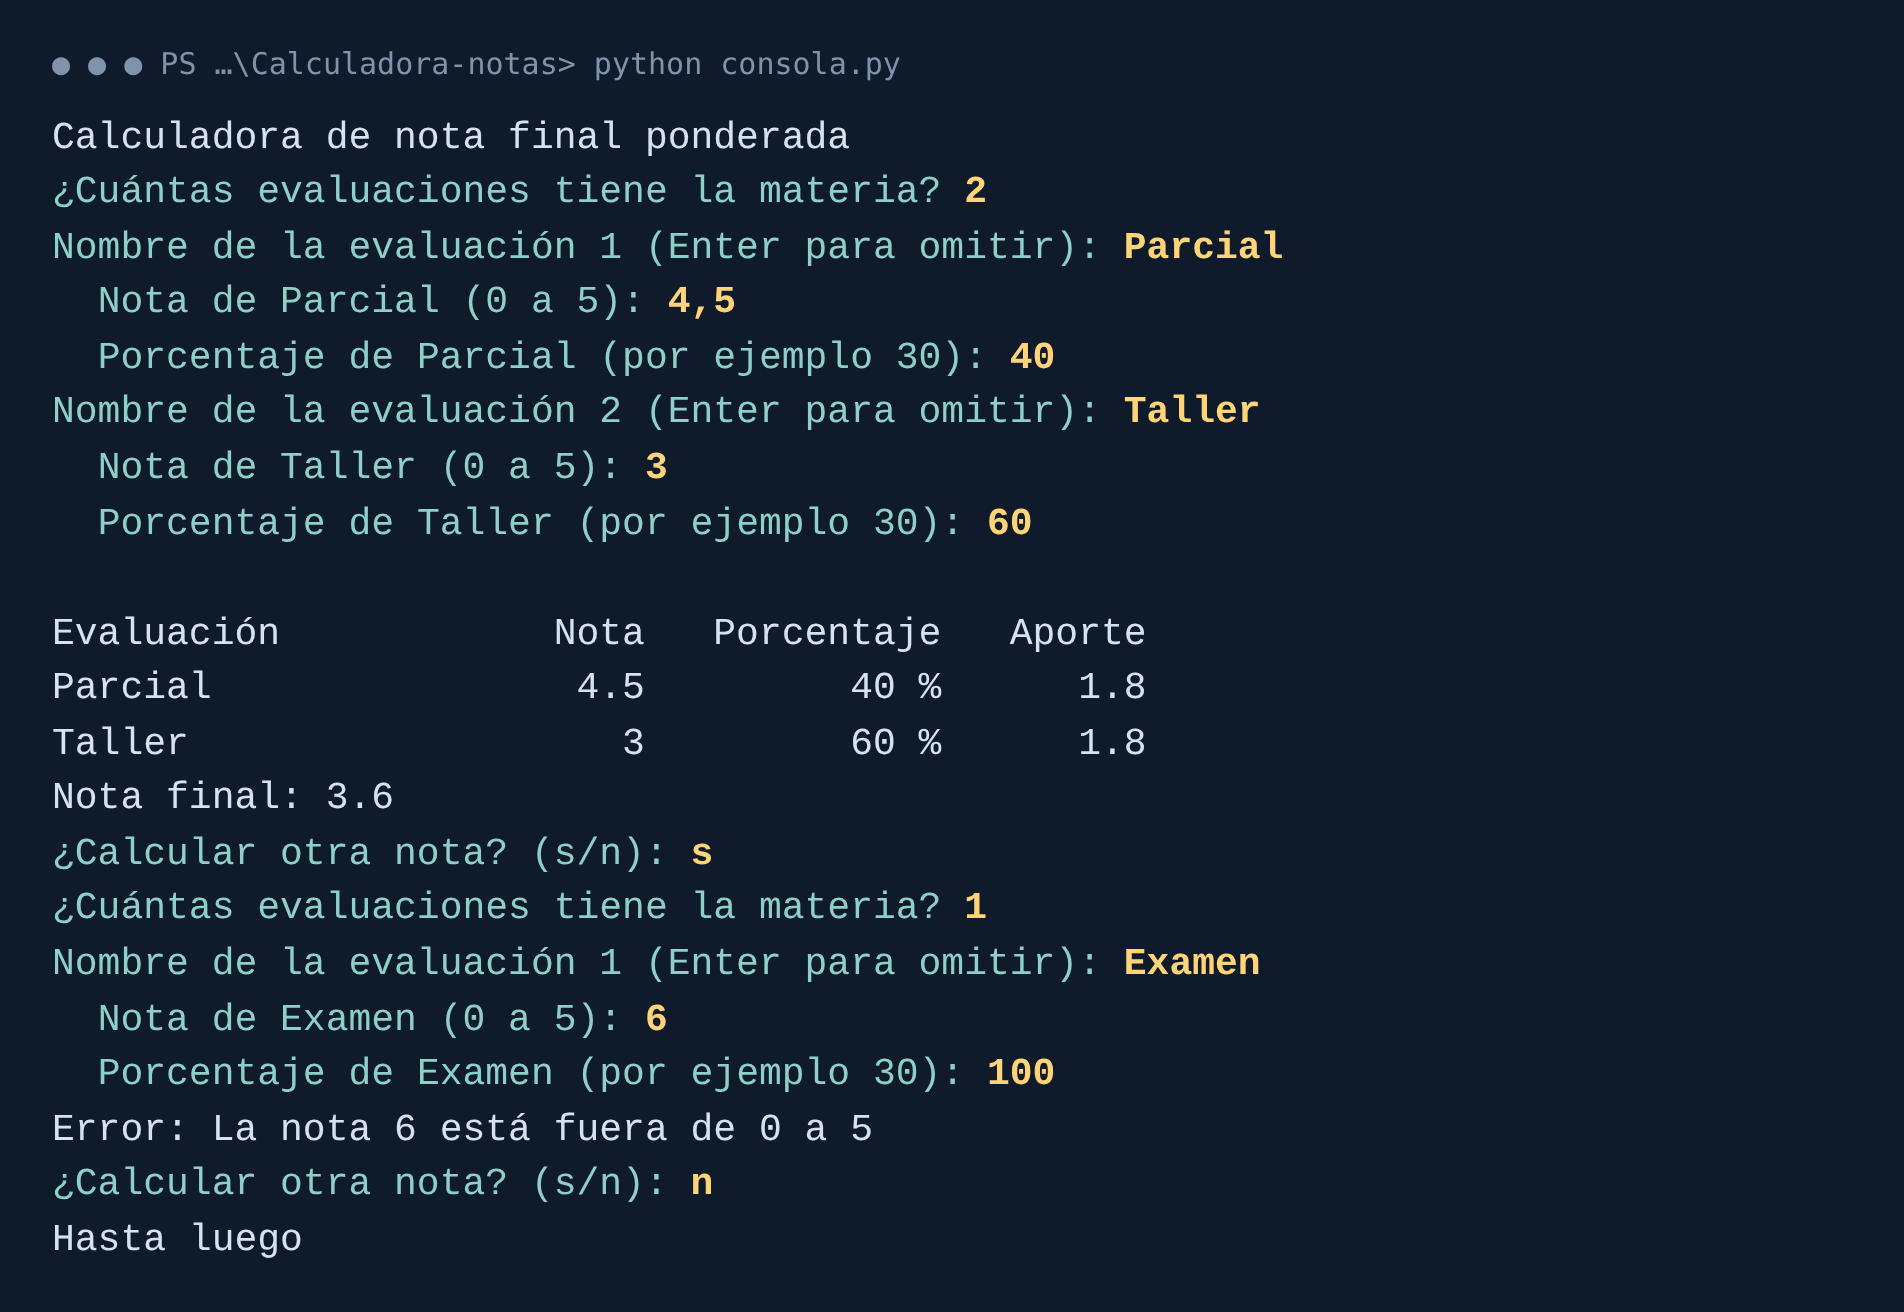 PS …\Calculadora-notas> python consola.py
Calculadora de nota final ponderada
¿Cuántas evaluaciones tiene la materia? 2
Nombre de la evaluación 1 (Enter para omitir): Parcial
  Nota de Parcial (0 a 5): 4,5
  Porcentaje de Parcial (por ejemplo 30): 40
Nombre de la evaluación 2 (Enter para omitir): Taller
  Nota de Taller (0 a 5): 3
  Porcentaje de Taller (por ejemplo 30): 60

Evaluación            Nota   Porcentaje   Aporte
Parcial                4.5         40 %      1.8
Taller                   3         60 %      1.8
Nota final: 3.6
¿Calcular otra nota? (s/n): s
¿Cuántas evaluaciones tiene la materia? 1
Nombre de la evaluación 1 (Enter para omitir): Examen
  Nota de Examen (0 a 5): 6
  Porcentaje de Examen (por ejemplo 30): 100
Error: La nota 6 está fuera de 0 a 5
¿Calcular otra nota? (s/n): n
Hasta luego